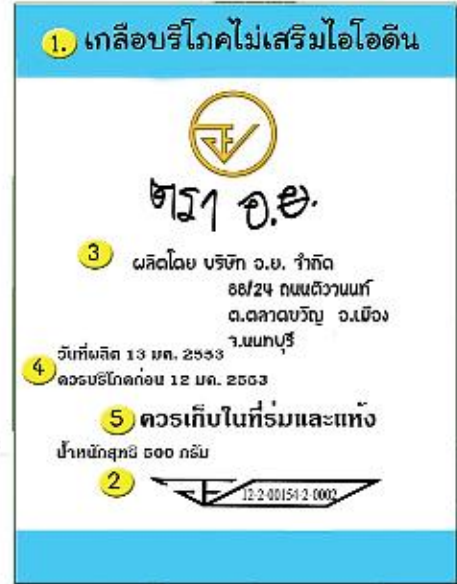 1. เกลือบริโภคไม่เสริมไอโอดีน
ตรา อ.ย.
3 ผลิตโดย บริษัท อ.ย. จำกัด
88/24 ถนนติวานนท์
ต.ตลาดขวัญ อ.เมือง
จ.นนทบุรี
วันที่ผลิต 13 มค. 2553
4 ควรบริโภคก่อน 12 มค. 2553
5 ควรเก็บในที่ร่มและแห้ง
น้ำหนักสุทธิ 500 กรัม
2 12-2-00154-2-0002